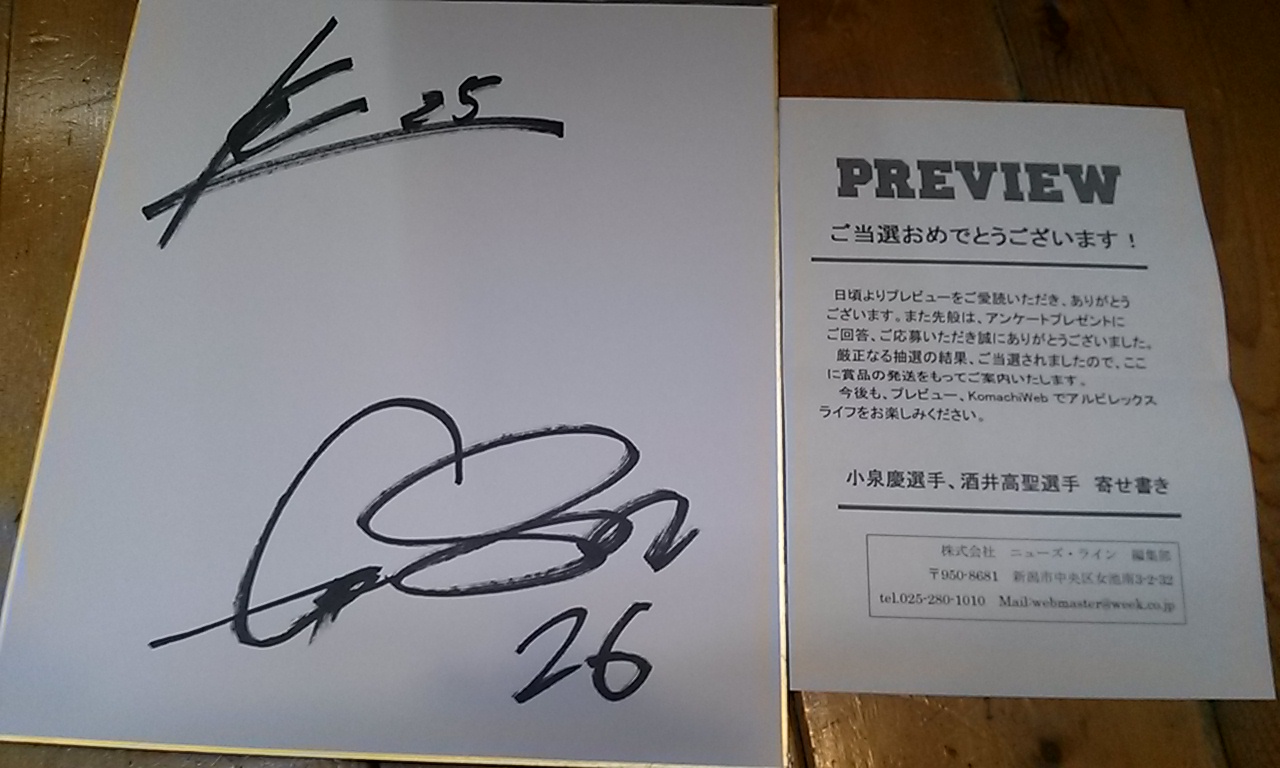 25
26
PREVIEW
ご当選おめでとうございます！
日頃よりプレビューをご愛読いただき、ありがとう
ございます。また先般は、アンケートプレゼントに
ご回答、ご応募いただき誠にありがとうございました。
厳正なる抽選の結果、ご当選されましたので、ここ
に賞品の発送をもってご案内いたします。
今後も、プレビュー、KomachiWebでアルビレックス
ライフをお楽しみください。
小泉慶選手、酒井高聖選手 寄せ書き
株式会社 ニューズ・ライン 編集部
〒950-8681 新潟市中央区女池南3-2-32
tel.025-280-1010 Mail:webmaster@week.co.jp